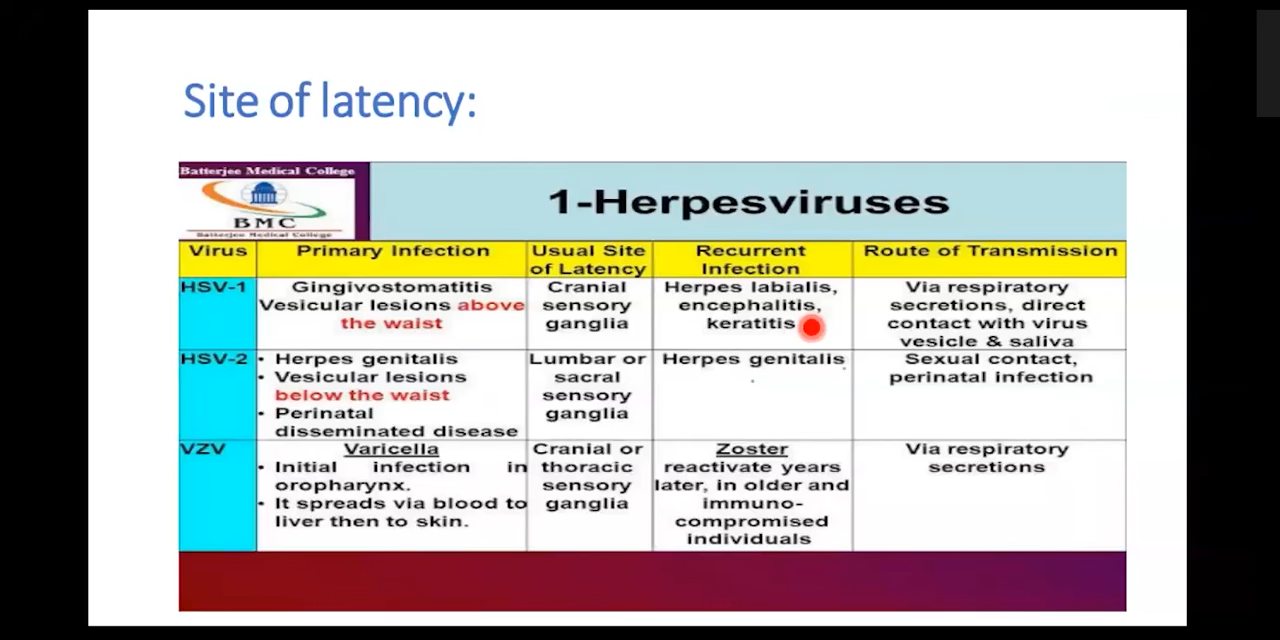 Site of latency:
Batterjee Medical College
BMC
Batterjee Medical College
1-Herpesviruses
Virus
Primary Infection
Usual Site
of Latency
Recurrent
Infection
Route of Transmission
HSV-1
Gingivostomatitis
Vesicular lesions above
the waist
Cranial
sensory
ganglia
Herpes labialis,
encephalitis,
keratitis
Via respiratory
secretions, direct
contact with virus
vesicle & saliva
HSV-2
• Herpes genitalis
• Vesicular lesions
below the waist
• Perinatal
disseminated disease
Lumbar or
sacral
sensory
ganglia
Herpes genitalis
Sexual contact,
perinatal infection
VZV
Varicella
• Initial infection in
oropharynx.
• It spreads via blood to
liver then to skin.
Cranial or
thoracic
sensory
ganglia
Zoster
reactivate years
later, in older and
immuno-
compromised
individuals
Via respiratory
secretions